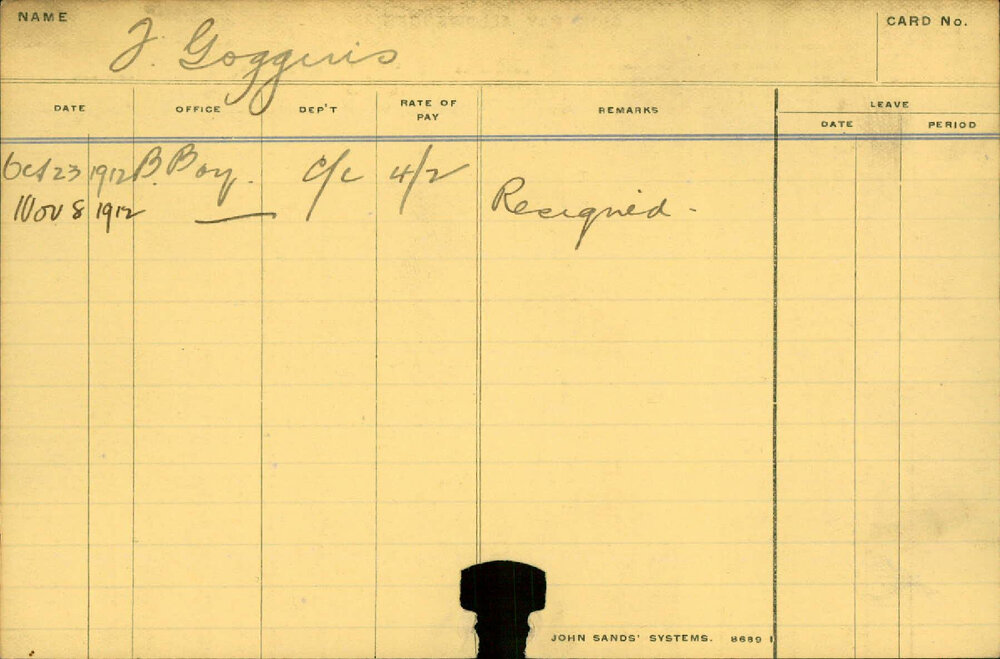 NAME
J. Goggins
CARD No.
DATE OFFICE DEP'T RATE OF PAY REMARKS LEAVE
DATE PERIOD
Oct 23 1912 B. Boy. C/c 4/2
Nov 8 1912 — Resigned.
JOHN SANDS' SYSTEMS. 8689